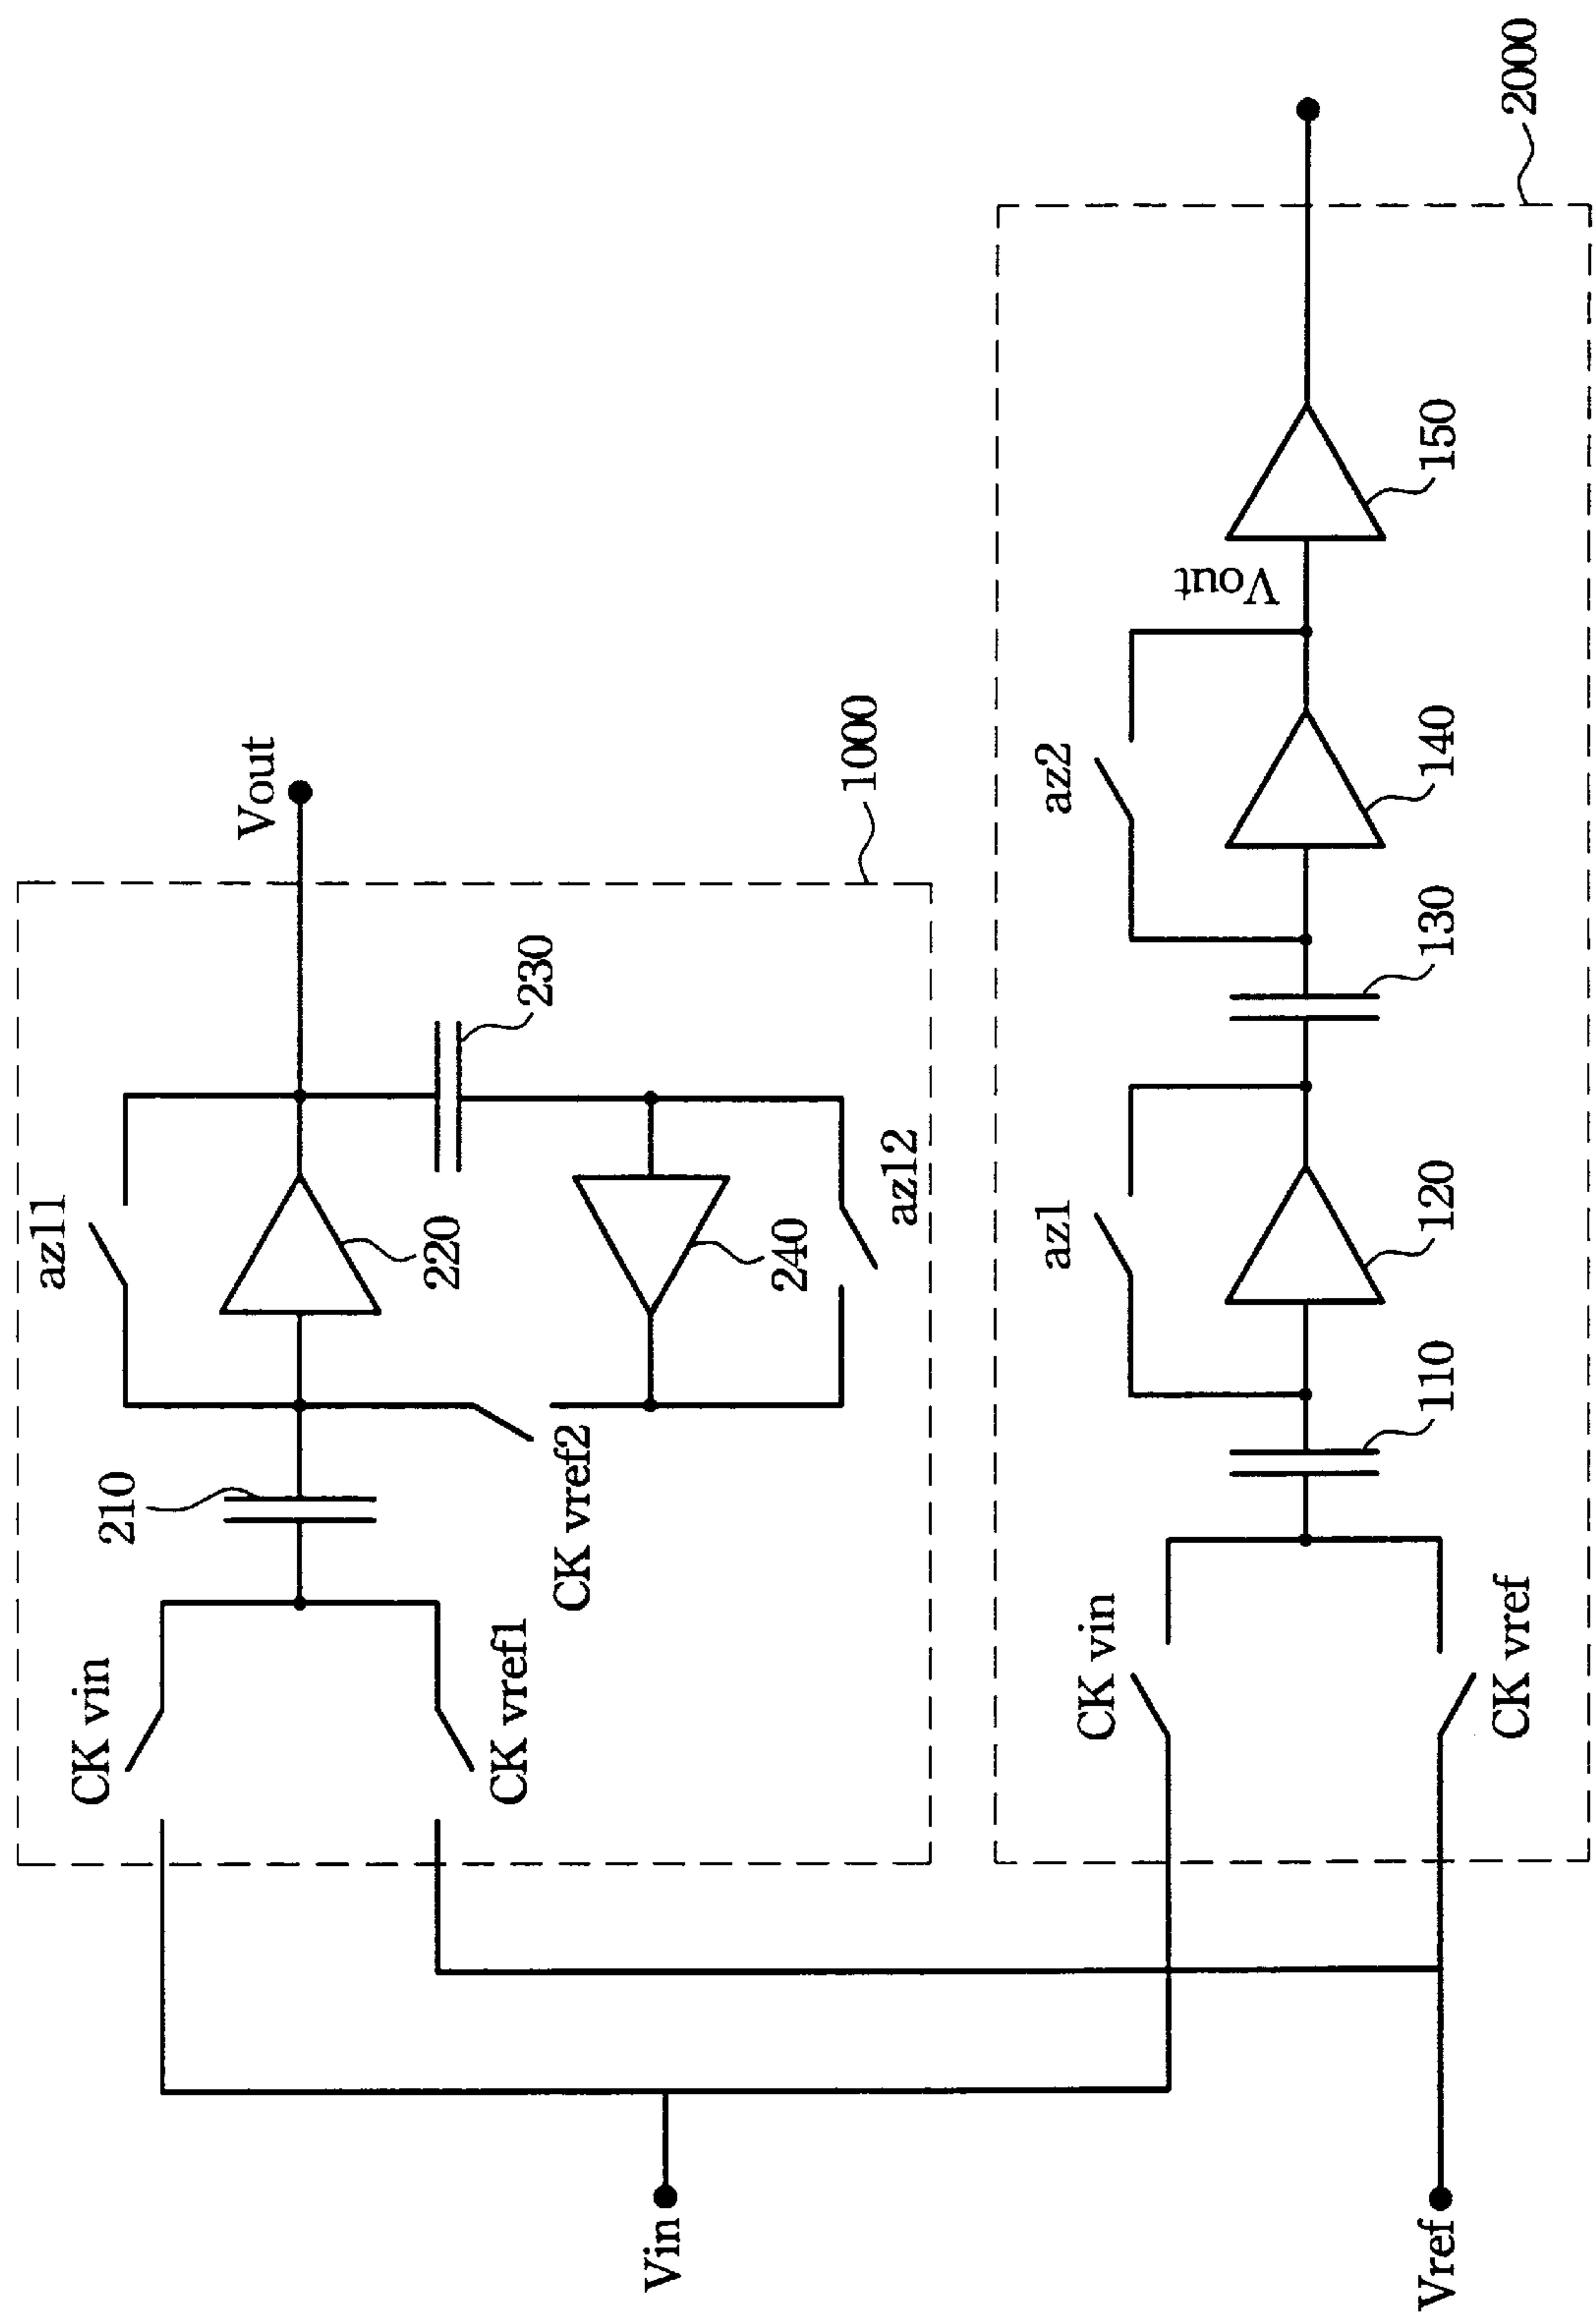 Vin
Vref
CK vin
CK vref1
210
CK vref2
az11
220
230
240
az12
Vout
1000
CK vin
CK vref
110
az1
120
130
az2
140
Vout
150
2000